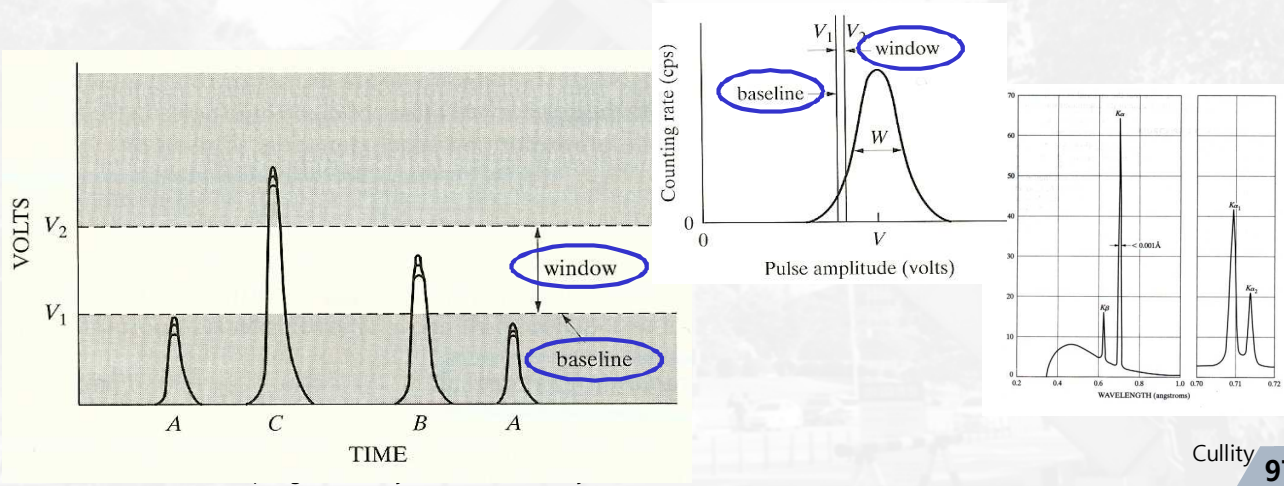 VOLTS
V2
V1
window
baseline
A
C
B
A
TIME
Counting rate (cps)
V1 V2
window
baseline
W
0
0
V
Pulse amplitude (volts)
70
60
50
40
30
20
10
0
Kα
< 0.001Å
Kβ
0.2 0.4 0.6 0.8 1.0
Kα1
Kα2
0.70 0.71 0.72
WAVELENGTH (angstroms)
Cullity